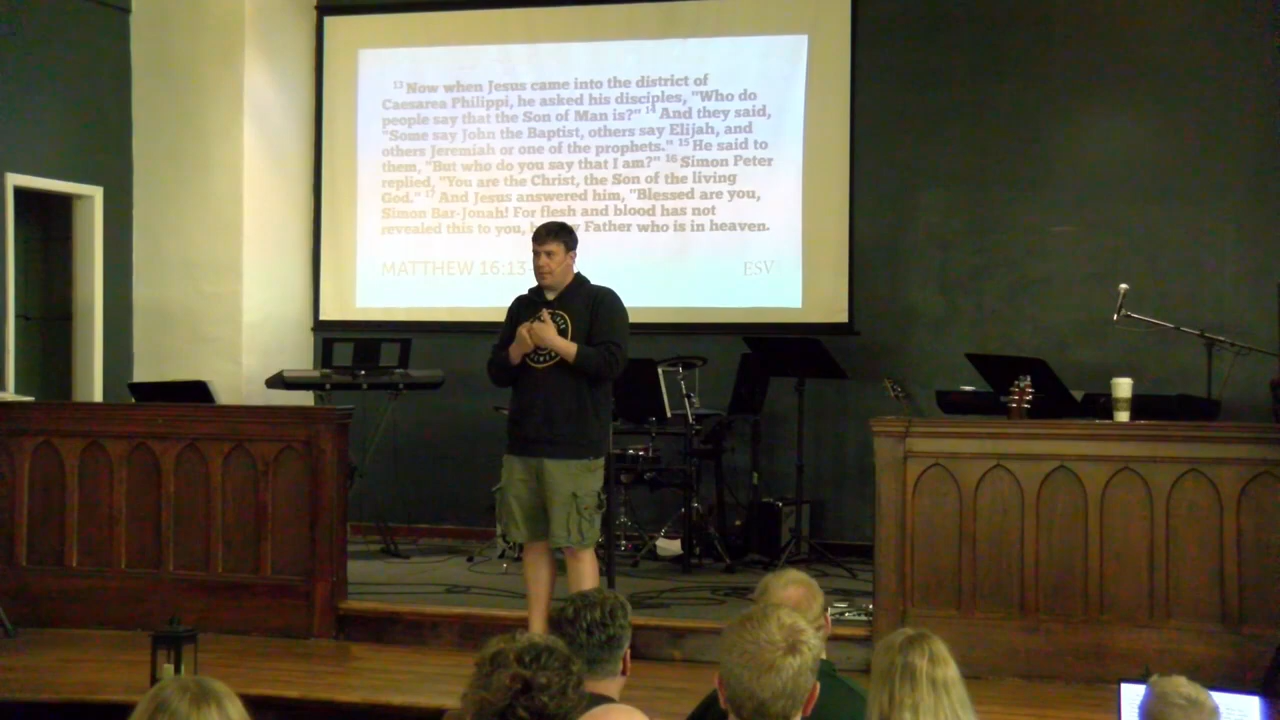 13 Now when Jesus came into the district of
Caesarea Philippi, he asked his disciples, "Who do
people say that the Son of Man is?" 14 And they said,
"Some say John the Baptist, others say Elijah, and
others Jeremiah or one of the prophets." 15 He said to
them, "But who do you say that I am?" 16 Simon Peter
replied, "You are the Christ, the Son of the living
God." 17 And Jesus answered him, "Blessed are you,
Simon Bar-Jonah! For flesh and blood has not
revealed this to you, Father who is in heaven.
MATTHEW 16:13-
ESV